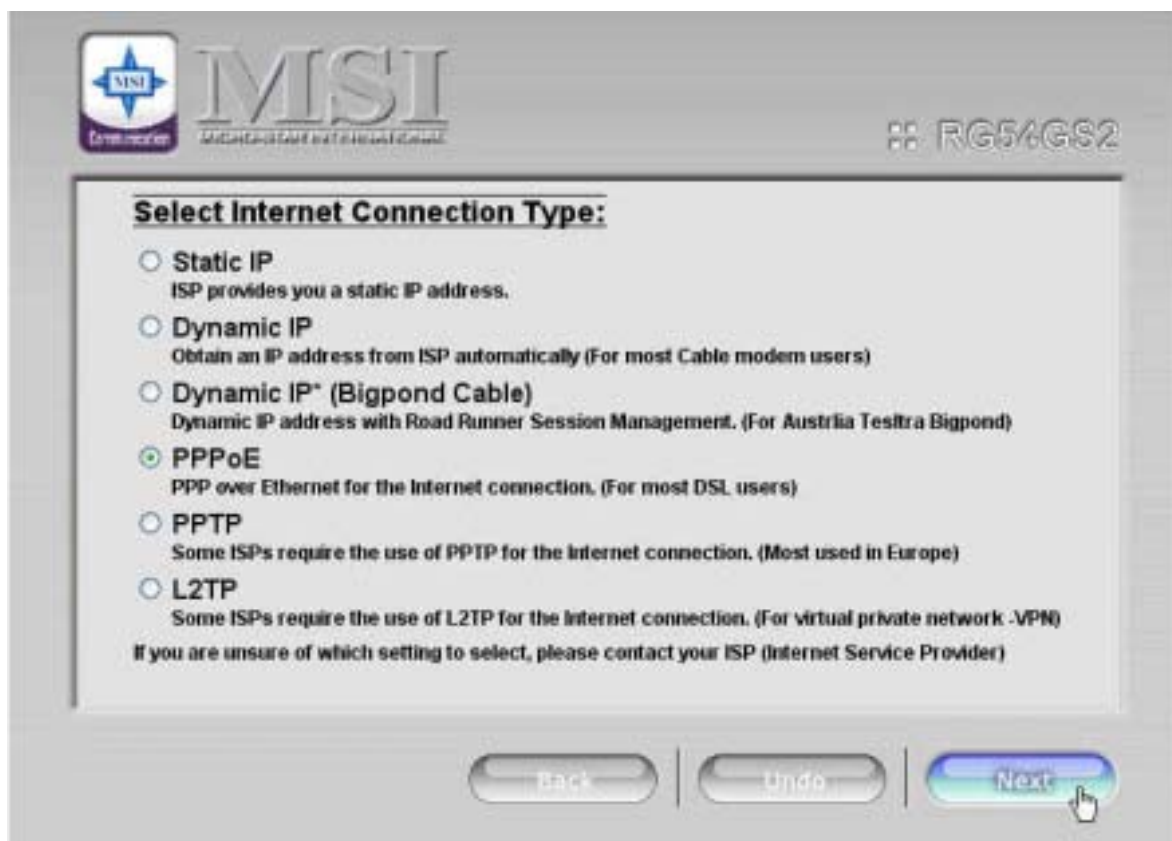 MSI
Communication
MSI
MICRO-STAR INTERNATIONAL
RG54GS2
Select Internet Connection Type:
Static IP
ISP provides you a static IP address.
Dynamic IP
Obtain an IP address from ISP automatically (For most Cable modem users)
Dynamic IP* (Bigpond Cable)
Dynamic IP address with Road Runner Session Management. (For Austrlia Tesltra Bigpond)
PPPoE
PPP over Ethernet for the Internet connection. (For most DSL users)
PPTP
Some ISPs require the use of PPTP for the Internet connection. (Most used in Europe)
L2TP
Some ISPs require the use of L2TP for the Internet connection. (For virtual private network -VPN)
If you are unsure of which setting to select, please contact your ISP (Internet Service Provider)
Back
Undo
Next